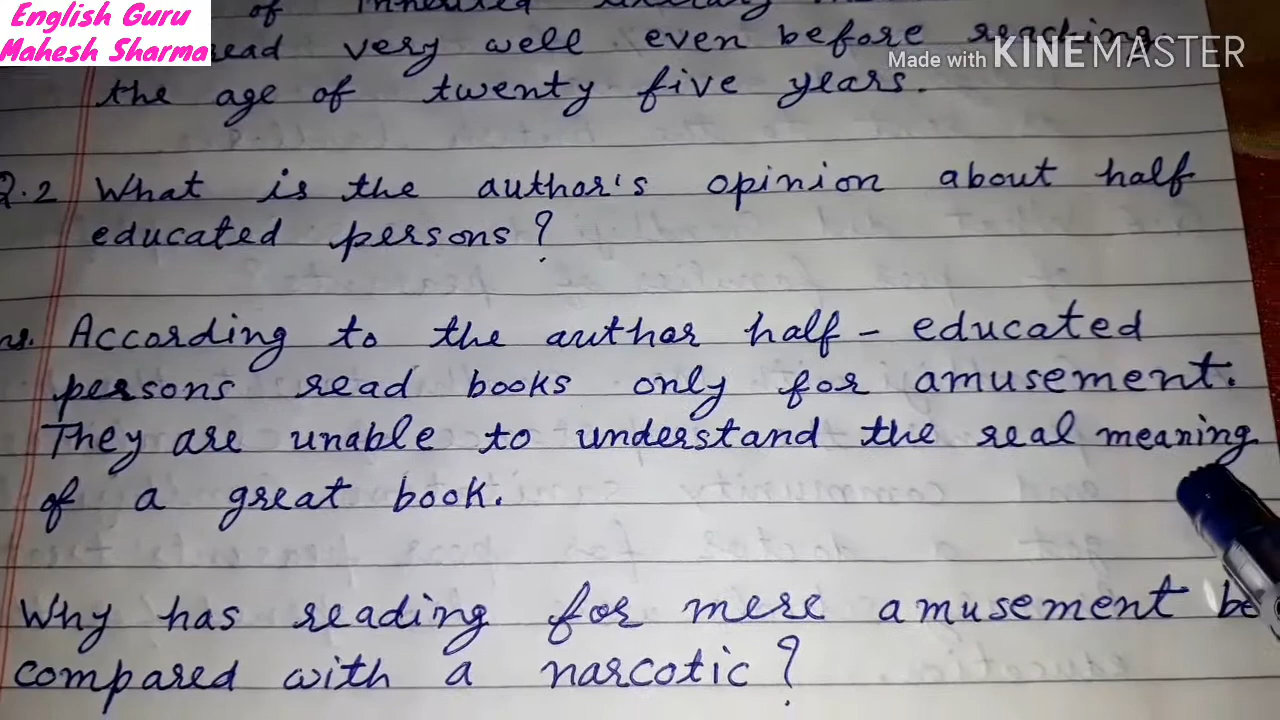 English Guru
Mahesh Sharma
Made with KINEMASTER
of
read very well even before reaching
the age of twenty five years.
Q.2 What is the author's opinion about half
educated persons?
According to the author half - educated
persons read books only for amusement.
They are unable to understand the real meaning
of a great book.
Why has reading for mere amusement be
compared with a narcotic?